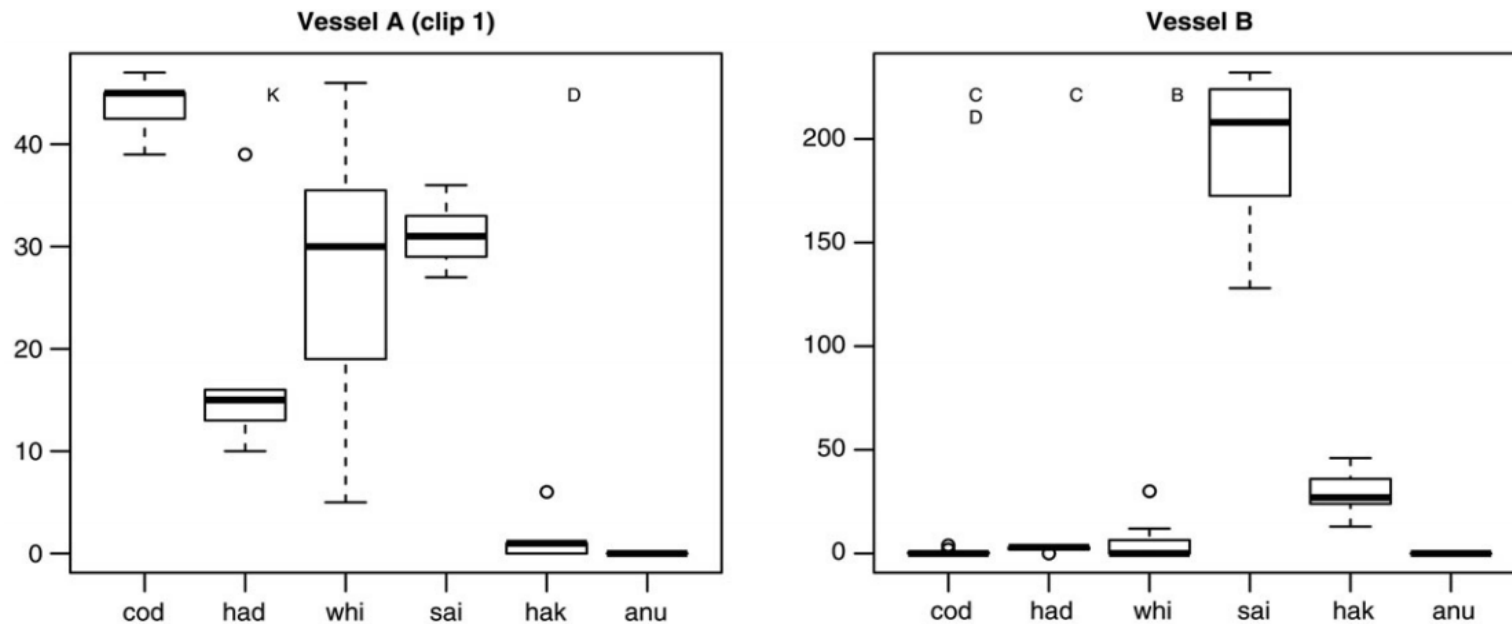 Vessel A (clip 1)
K
D
40
30
20
10
0
cod had whi sai hak anu
Vessel B
C
C
B
D
200
150
100
50
0
cod had whi sai hak anu